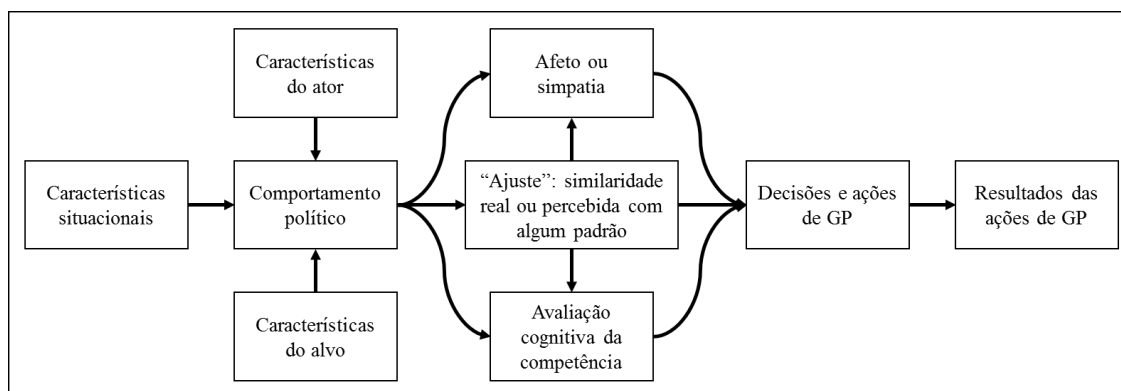 Características
do ator
Afeto ou
simpatia
Características
situacionais
Comportamento
político
“Ajuste”: similaridade
real ou percebida com
algum padrão
Decisões e ações
de GP
Resultados das
ações de GP
Características
do alvo
Avaliação
cognitiva da
competência